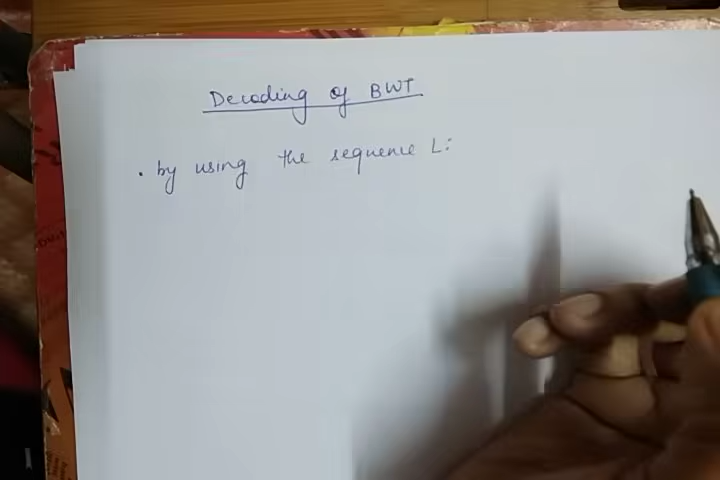 Decoding of BWT
. by using the sequence L: